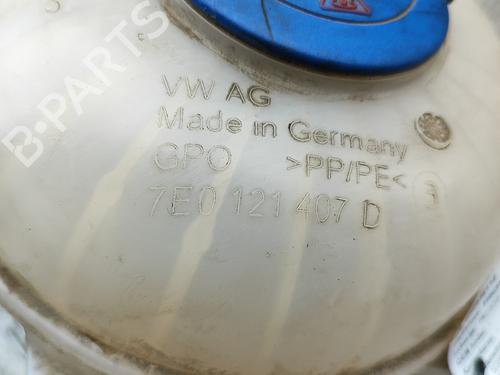 B-PARTS
VW AG
Made in Germany
GPO >PP/PE<
7E0 121 407 D